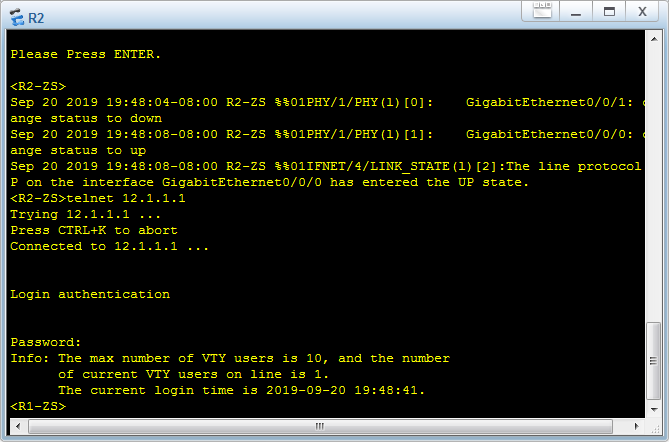 R2
Please Press ENTER.
<R2-ZS>
Sep 20 2019 19:48:04-08:00 R2-ZS %%01PHY/1/PHY(l)[0]:    GigabitEthernet0/0/1:
ange status to down
Sep 20 2019 19:48:08-08:00 R2-ZS %%01PHY/1/PHY(l)[1]:    GigabitEthernet0/0/0:
ange status to up
Sep 20 2019 19:48:08-08:00 R2-ZS %%01IFNET/4/LINK_STATE(l)[2]:The line protocol
P on the interface GigabitEthernet0/0/0 has entered the UP state.
<R2-ZS>telnet 12.1.1.1
Trying 12.1.1.1 ...
Press CTRL+K to abort
Connected to 12.1.1.1 ...
Login authentication
Password:
Info: The max number of VTY users is 10, and the number
      of current VTY users on line is 1.
      The current login time is 2019-09-20 19:48:41.
<R1-ZS>